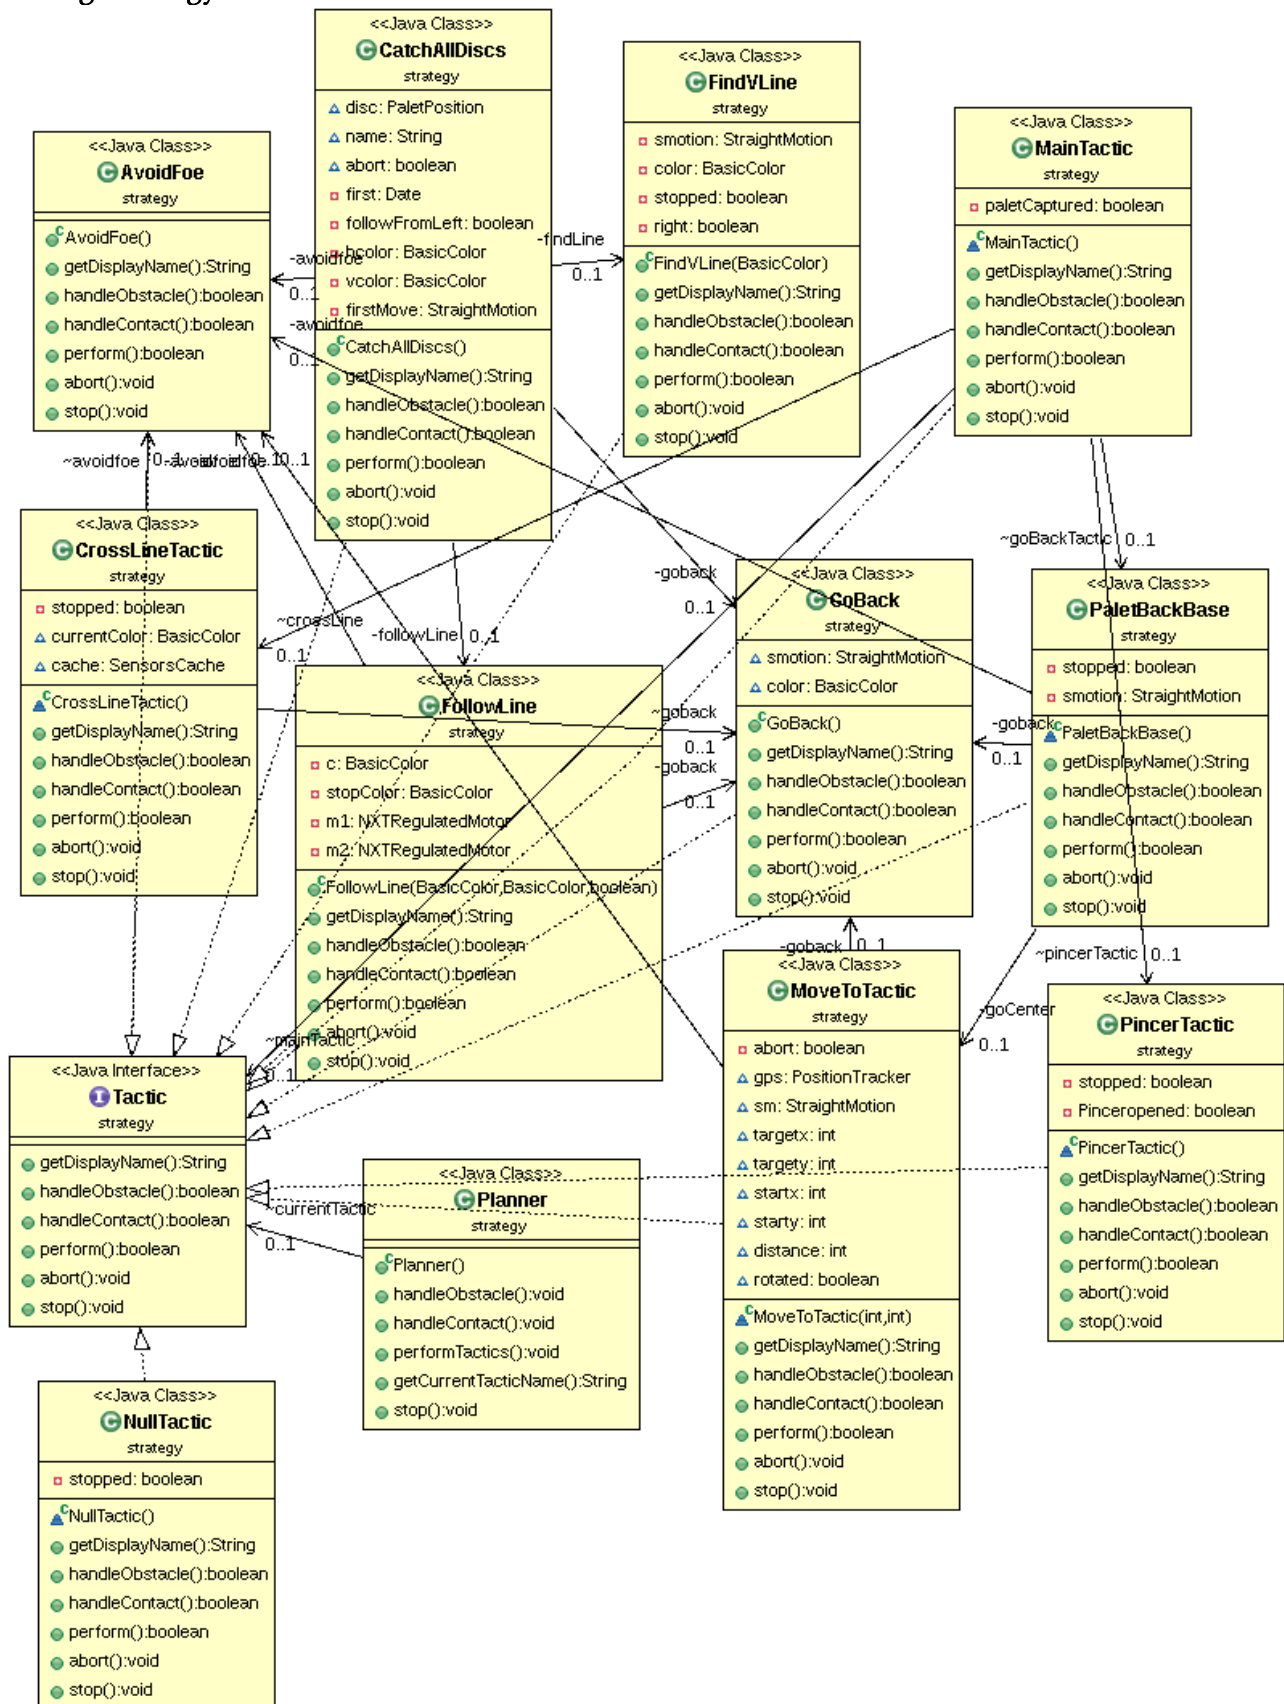 <<Java Class>>
CatchAllDiscs
strategy
disc: PaletPosition
name: String
abort: boolean
first: Date
followFromLeft: boolean
hcolor: BasicColor
vcolor: BasicColor
firstMove: StraightMotion
CatchAllDiscs()
getDisplayName():String
handleObstacle():boolean
handleContact():boolean
perform():boolean
abort():void
stop():void
<<Java Class>>
FindVLine
strategy
smotion: StraightMotion
color: BasicColor
stopped: boolean
right: boolean
FindVLine(BasicColor)
getDisplayName():String
handleObstacle():boolean
handleContact():boolean
perform():boolean
abort():void
stop():void
<<Java Class>>
MainTactic
strategy
paletCaptured: boolean
MainTactic()
getDisplayName():String
handleObstacle():boolean
handleContact():boolean
perform():boolean
abort():void
stop():void
<<Java Class>>
AvoidFoe
strategy
AvoidFoe()
getDisplayName():String
handleObstacle():boolean
handleContact():boolean
perform():boolean
abort():void
stop():void
-avoidfoe
0..1
-avoidfoe
0..1
-findLine
0..1
~avoidfoe
0..1
-avoidfoe
0..1
0..1
<<Java Class>>
CrossLineTactic
strategy
stopped: boolean
currentColor: BasicColor
cache: SensorsCache
CrossLineTactic()
getDisplayName():String
handleObstacle():boolean
handleContact():boolean
perform():boolean
abort():void
stop():void
~crossLine
0..1
-followLine
0..1
-goback
0..1
~goBackTactic
0..1
<<Java Class>>
GoBack
strategy
smotion: StraightMotion
color: BasicColor
GoBack()
getDisplayName():String
handleObstacle():boolean
handleContact():boolean
perform():boolean
abort():void
stop():void
<<Java Class>>
PaletBackBase
strategy
stopped: boolean
smotion: StraightMotion
PaletBackBase()
getDisplayName():String
handleObstacle():boolean
handleContact():boolean
perform():boolean
abort():void
stop():void
<<Java Class>>
FollowLine
strategy
c: BasicColor
stopColor: BasicColor
m1: NXTRegulatedMotor
m2: NXTRegulatedMotor
FollowLine(BasicColor,BasicColor,boolean)
getDisplayName():String
handleObstacle():boolean
handleContact():boolean
perform():boolean
abort():void
stop():void
~goback
0..1
-goback
0..1
-goback
0..1
-goback
0..1
~pincerTactic
0..1
~goCenter
0..1
~mainTactic
0..1
<<Java Class>>
MoveToTactic
strategy
abort: boolean
gps: PositionTracker
sm: StraightMotion
targetx: int
targety: int
startx: int
starty: int
distance: int
rotated: boolean
MoveToTactic(int,int)
getDisplayName():String
handleObstacle():boolean
handleContact():boolean
perform():boolean
abort():void
stop():void
<<Java Class>>
PincerTactic
strategy
stopped: boolean
Pinceropened: boolean
PincerTactic()
getDisplayName():String
handleObstacle():boolean
handleContact():boolean
perform():boolean
abort():void
stop():void
<<Java Interface>>
Tactic
strategy
getDisplayName():String
handleObstacle():boolean
handleContact():boolean
perform():boolean
abort():void
stop():void
~currentTactic
0..1
<<Java Class>>
Planner
strategy
Planner()
handleObstacle():void
handleContact():void
performTactics():void
getCurrentTacticName():String
stop():void
<<Java Class>>
NullTactic
strategy
stopped: boolean
NullTactic()
getDisplayName():String
handleObstacle():boolean
handleContact():boolean
perform():boolean
abort():void
stop():void